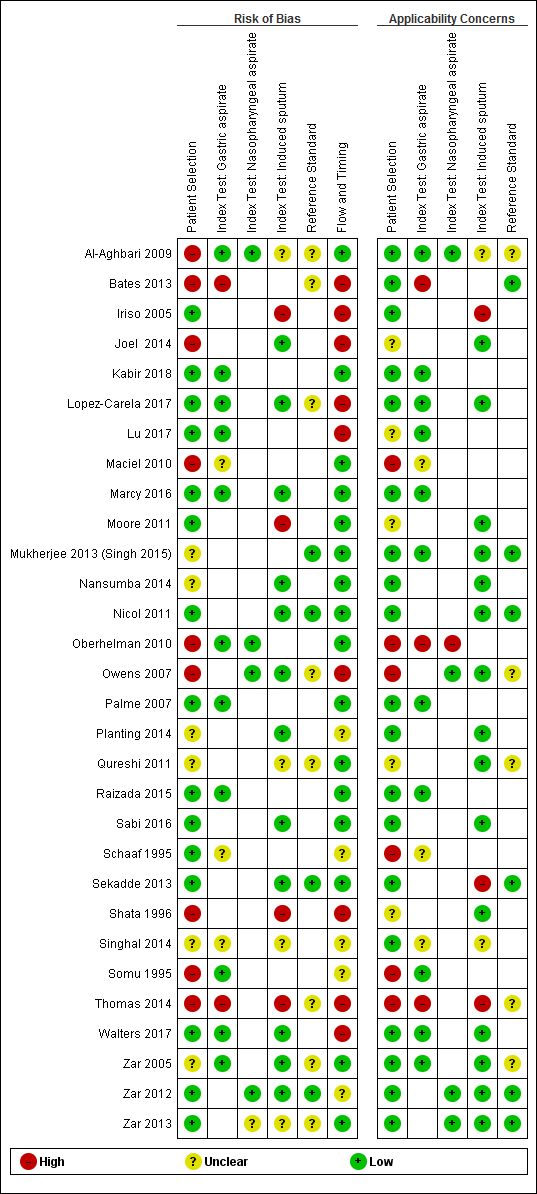 Risk of Bias Applicability Concerns
Patient Selection
Index Test: Gastric aspirate
Index Test: Nasopharyngeal aspirate
Index Test: Induced sputum
Reference Standard
Flow and Timing
Patient Selection
Index Test: Gastric aspirate
Index Test: Nasopharyngeal aspirate
Index Test: Induced sputum
Reference Standard
Al-Aghbari 2009 – + + ? ? + + + + ? ?
Bates 2013 – – ? – + – +
Iriso 2005 + – – + –
Joel 2014 – + – ? +
Kabir 2018 + + + + +
Lopez-Carela 2017 + + + ? – + + +
Lu 2017 + + – ? +
Maciel 2010 – ? + – ?
Marcy 2016 + + + + + +
Moore 2011 + – + ? +
Mukherjee 2013 (Singh 2015) ? + + + + + +
Nansumba 2014 ? + + + +
Nicol 2011 + + + + + + +
Oberhelman 2010 – + + + – – –
Owens 2007 – + + ? – – + + ?
Palme 2007 + + + + +
Planting 2014 ? + ? + +
Qureshi 2011 ? ? ? + ? + ?
Raizada 2015 + + + + +
Sabi 2016 + + + + +
Schaaf 1995 + ? ? – ?
Sekadde 2013 + + + + + – +
Shata 1996 – – – ? +
Singhal 2014 ? ? ? ? + ? ?
Somu 1995 – + ? – +
Thomas 2014 – – – ? – – – – ?
Walters 2017 + + + – + + +
Zar 2005 ? + + ? + + + + ?
Zar 2012 + + + + ? + + + +
Zar 2013 + ? ? ? + + + + +
– High ? Unclear + Low